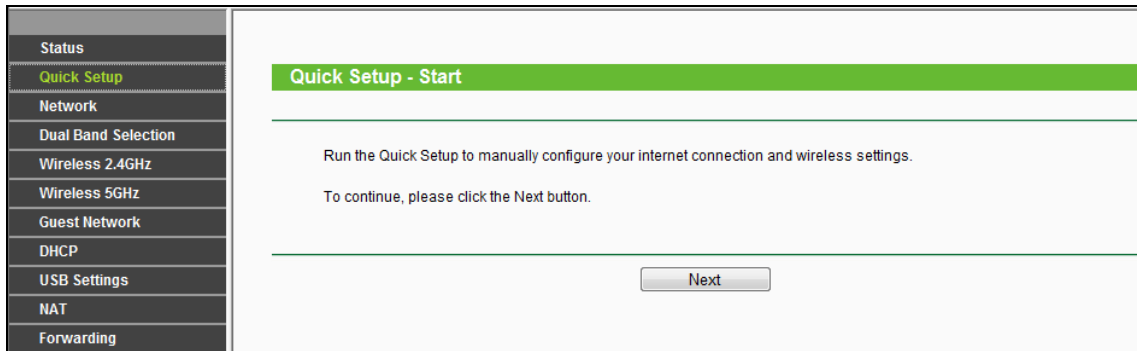 Status
Quick Setup
Network
Dual Band Selection
Wireless 2.4GHz
Wireless 5GHz
Guest Network
DHCP
USB Settings
NAT
Forwarding
Quick Setup - Start
Run the Quick Setup to manually configure your internet connection and wireless settings.
To continue, please click the Next button.
Next